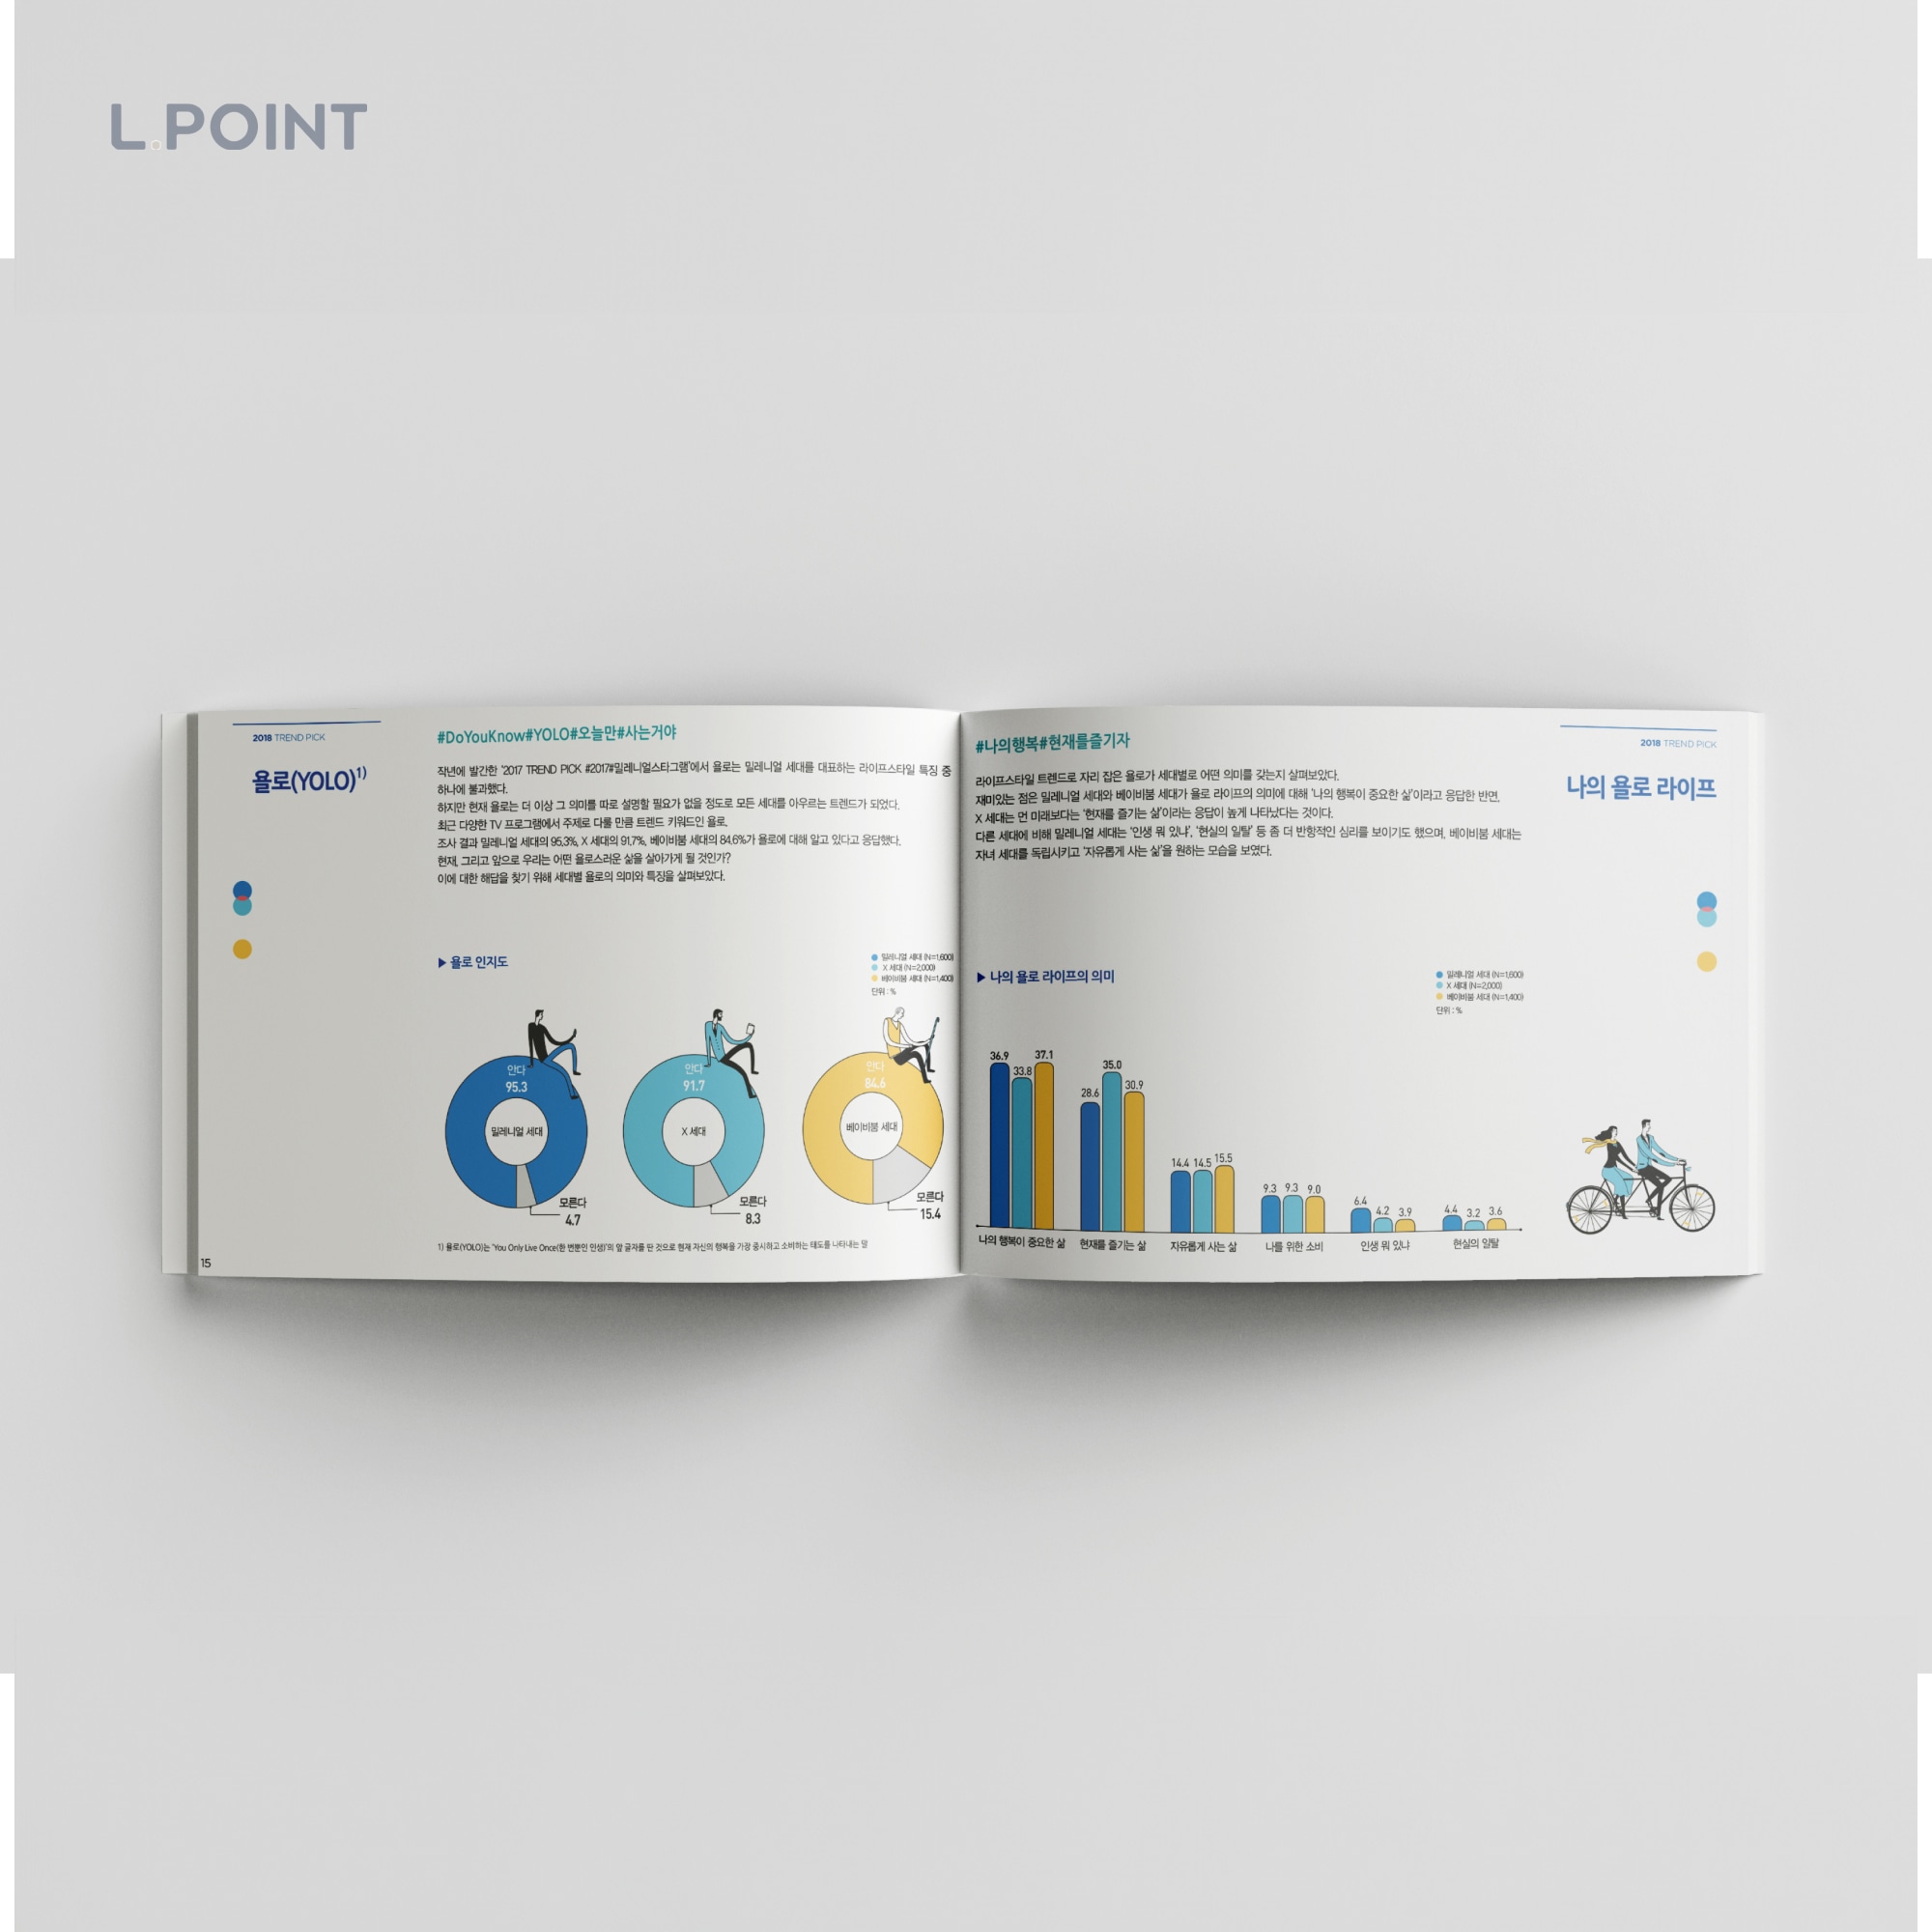 L.POINT
2018 TREND PICK
욜로(YOLO)1)
#DoYouKnow#YOLO#오늘만#사는거야
작년에 발간한 '2017 TREND PICK #2017#밀레니얼스타그램'에서 욜로는 밀레니얼 세대를 대표하는 라이프스타일 특징 중
하나에 불과했다.
하지만 현재 욜로는 더 이상 그 의미를 따로 설명할 필요가 없을 정도로 모든 세대를 아우르는 트렌드가 되었다.
최근 다양한 TV 프로그램에서 주제로 다룰 만큼 트렌드 키워드인 욜로.
조사 결과 밀레니얼 세대의 95.3%, X 세대의 91.7%, 베이비붐 세대의 84.6%가 욜로에 대해 알고 있다고 응답했다.
현재, 그리고 앞으로 우리는 어떤 욜로스러운 삶을 살아가게 될 것인가?
이에 대한 해답을 찾기 위해 세대별 욜로의 의미와 특징을 살펴보았다.
▶ 욜로 인지도
밀레니얼 세대 (N=1,600)
X 세대 (N=2,000)
베이비붐 세대 (N=1,400)
단위 : %
안다
95.3
밀레니얼 세대
모른다
4.7
안다
91.7
X 세대
모른다
8.3
안다
84.6
베이비붐 세대
모른다
15.4
1) 욜로(YOLO)는 'You Only Live Once(한 번뿐인 인생)'의 앞 글자를 딴 것으로 현재 자신의 행복을 가장 중시하고 소비하는 태도를 나타내는 말
15
#나의행복#현재를즐기자
라이프스타일 트렌드로 자리 잡은 욜로가 세대별로 어떤 의미를 갖는지 살펴보았다.
재미있는 점은 밀레니얼 세대와 베이비붐 세대가 욜로 라이프의 의미에 대해 '나의 행복이 중요한 삶'이라고 응답한 반면,
X 세대는 먼 미래보다는 '현재를 즐기는 삶'이라는 응답이 높게 나타났다는 것이다.
다른 세대에 비해 밀레니얼 세대는 '인생 뭐 있냐', '현실의 일탈' 등 좀 더 반항적인 심리를 보이기도 했으며, 베이비붐 세대는
자녀 세대를 독립시키고 '자유롭게 사는 삶'을 원하는 모습을 보였다.
2018 TREND PICK
나의 욜로 라이프
▶ 나의 욜로 라이프의 의미
밀레니얼 세대 (N=1,600)
X 세대 (N=2,000)
베이비붐 세대 (N=1,400)
단위 : %
36.9 33.8 37.1
28.6 35.0 30.9
14.4 14.5 15.5
9.3 9.3 9.0
6.4 4.2 3.9
4.4 3.2 3.6
나의 행복이 중요한 삶 현재를 즐기는 삶 자유롭게 사는 삶 나를 위한 소비 인생 뭐 있냐 현실의 일탈